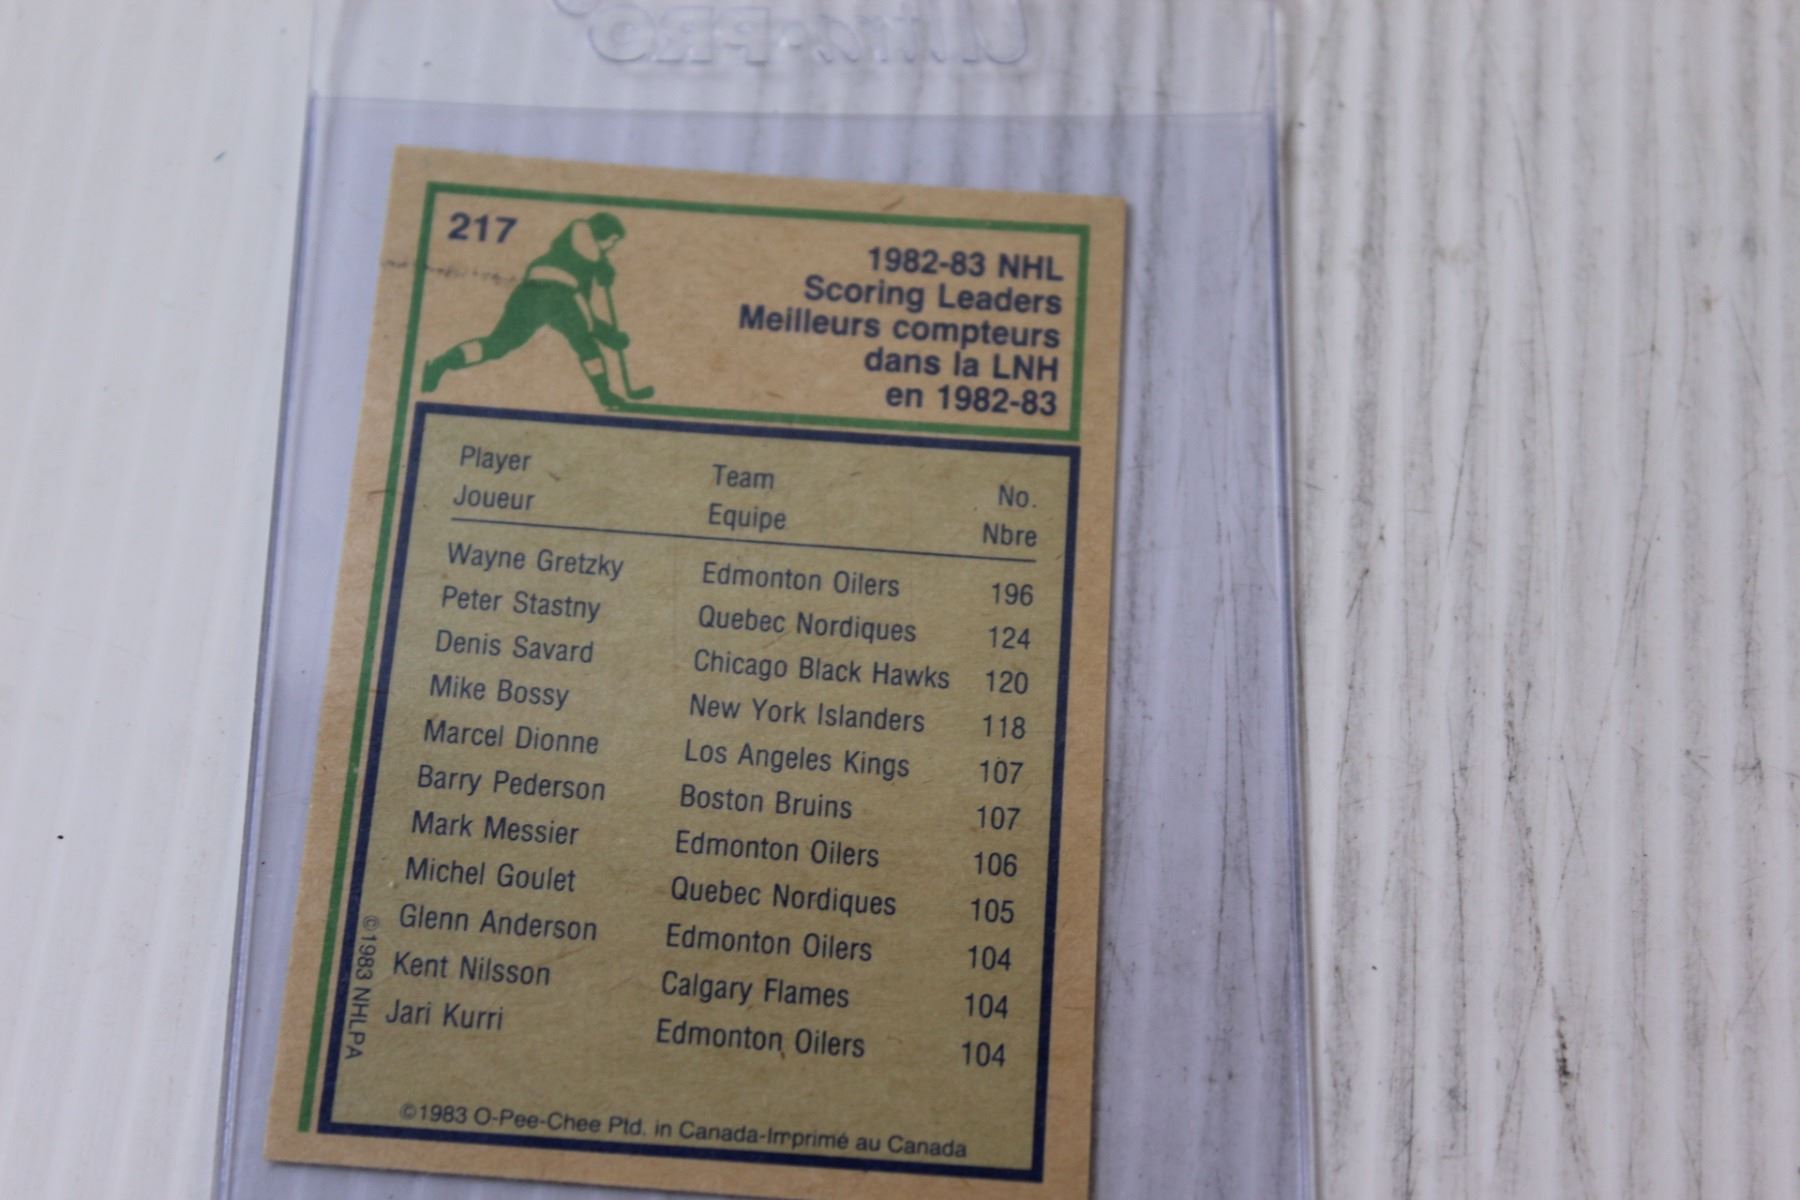 Ultra•PRO
217
1982-83 NHL
Scoring Leaders
Meilleurs compteurs
dans la LNH
en 1982-83
Player Team No.
Joueur Equipe Nbre
Wayne Gretzky Edmonton Oilers 196
Peter Stastny Quebec Nordiques 124
Denis Savard Chicago Black Hawks 120
Mike Bossy New York Islanders 118
Marcel Dionne Los Angeles Kings 107
Barry Pederson Boston Bruins 107
Mark Messier Edmonton Oilers 106
Michel Goulet Quebec Nordiques 105
Glenn Anderson Edmonton Oilers 104
Kent Nilsson Calgary Flames 104
Jari Kurri Edmonton Oilers 104
©1983 NHLPA
©1983 O-Pee-Chee Ptd. in Canada-Imprimé au Canada